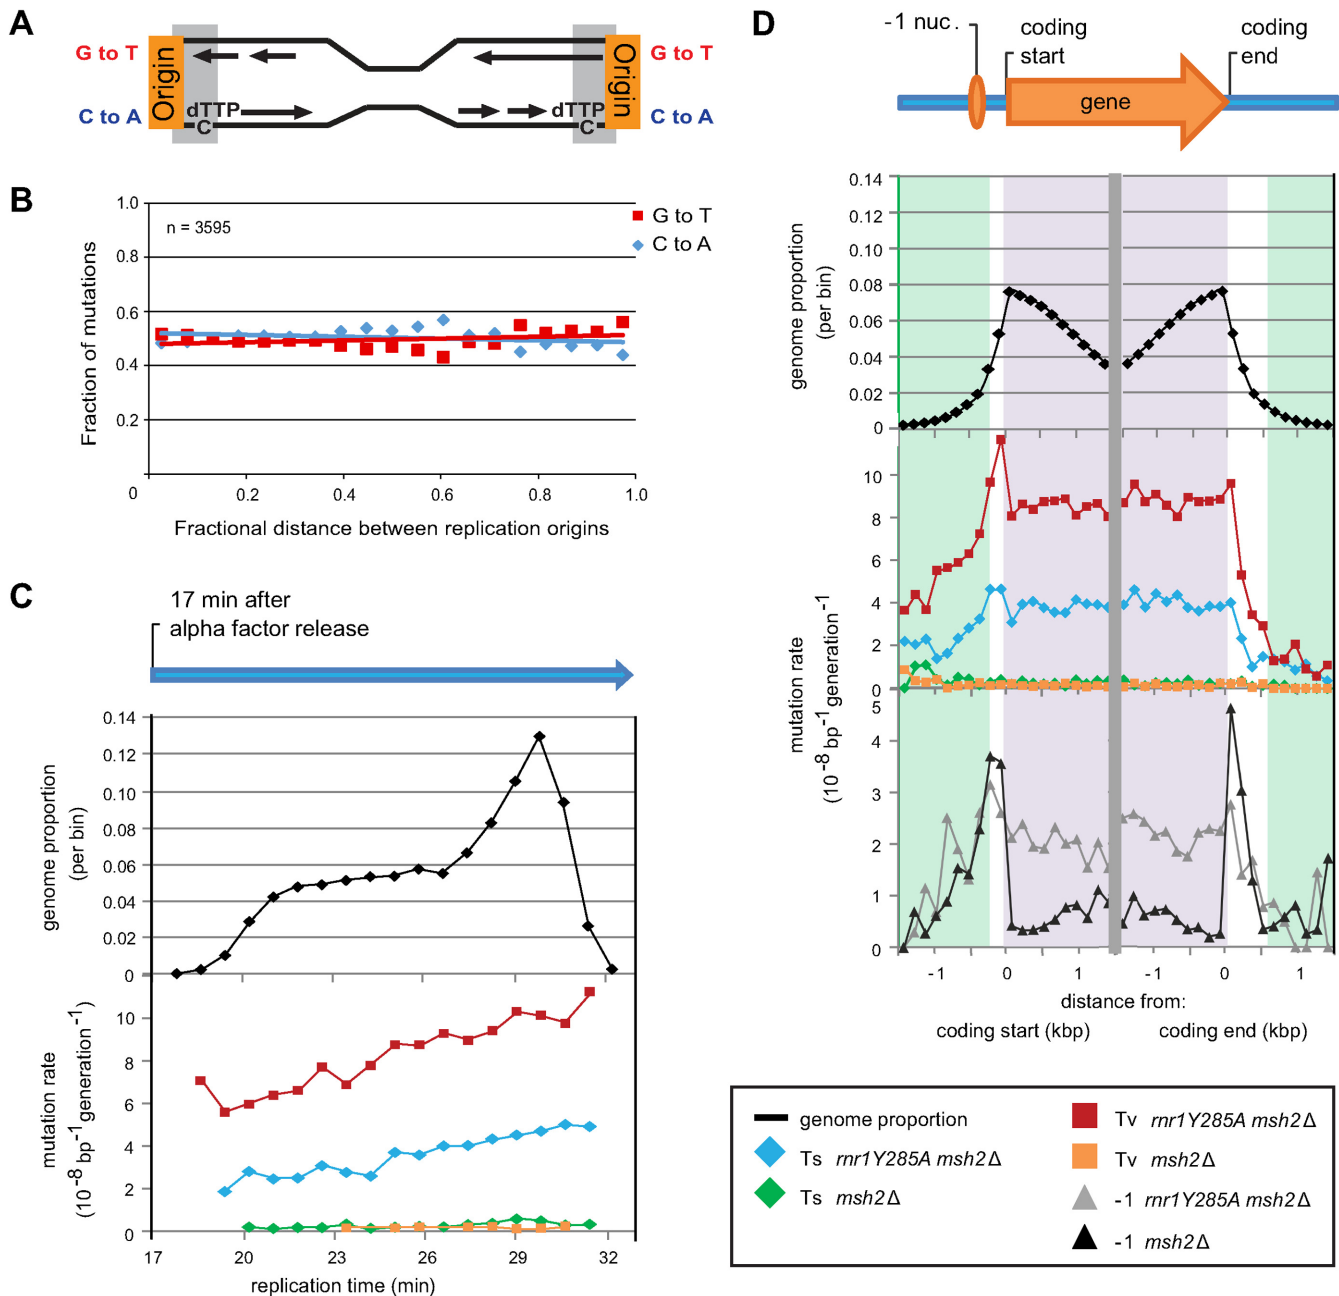 A
G to T
Origin
dTTP
C
C to A
Origin
dTTP
C
G to T
C to A
B
1.0
0.8
0.6
0.4
0.2
0
0.2
0.4
0.6
0.8
1.0
n = 3595
G to T
C to A
Fraction of mutations
Fractional distance between replication origins
C
17 min after
alpha factor release
0.14
0.12
0.10
0.08
0.06
0.04
0.02
0
genome proportion
(per bin)
10
8
6
4
2
0
mutation rate
(10-8 bp-1 generation-1)
17
20
23
26
29
32
replication time (min)
D
-1 nuc.
coding
start
coding
end
gene
0.14
0.12
0.10
0.08
0.06
0.04
0.02
0
genome proportion
(per bin)
10
8
6
4
2
0
5
4
3
2
1
0
mutation rate
(10-8 bp-1 generation-1)
-1
0
1
-1
0
1
distance from:
coding start (kbp)
coding end (kbp)
genome proportion
Ts rnr1Y285A msh2Δ
Ts msh2Δ
Tv rnr1Y285A msh2Δ
Tv msh2Δ
-1 rnr1Y285A msh2Δ
-1 msh2Δ